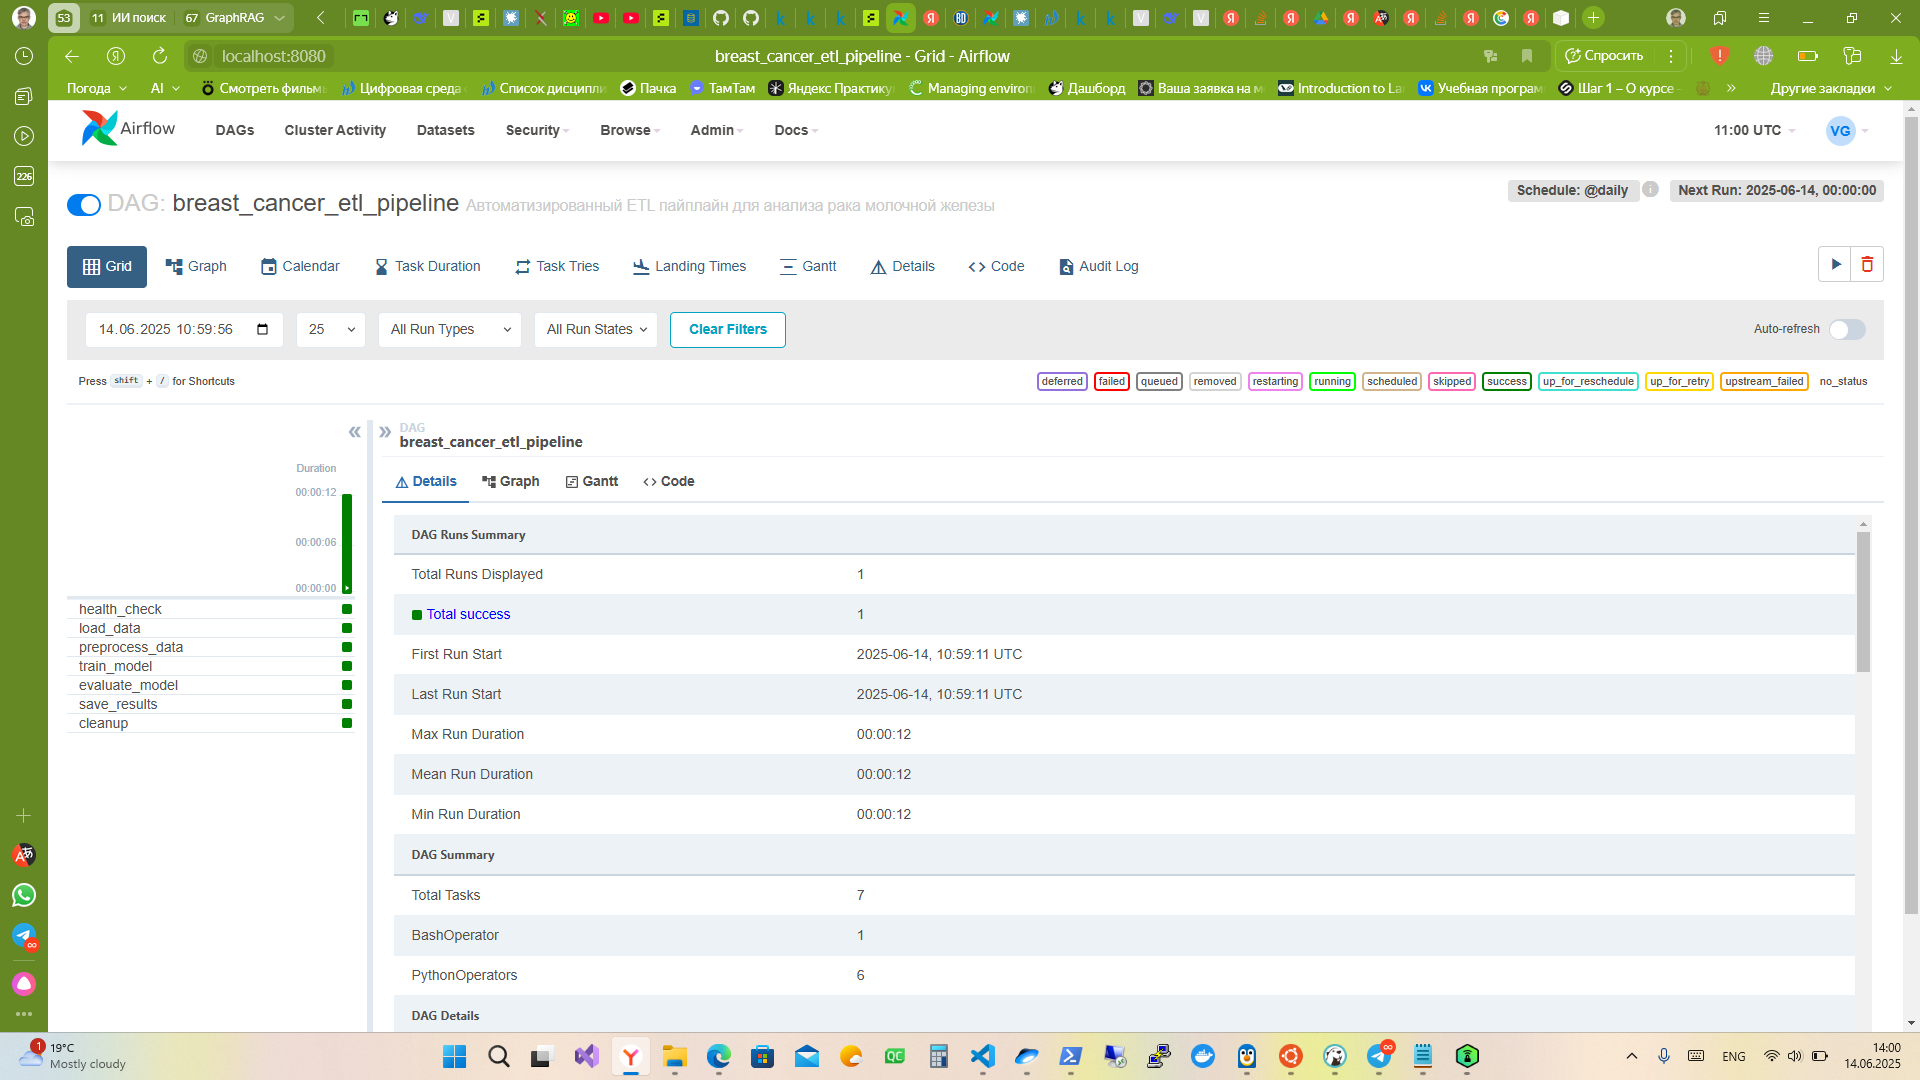 53
11 ИИ поиск
67 GraphRAG
localhost:8080
breast_cancer_etl_pipeline - Grid - Airflow
Спросить
Погода
AI
Смотреть фильмы
Цифровая среда
Список дисципли
Пачка
ТамТам
Яндекс Практику
Managing environ
Дашборд
Ваша заявка на м
Introduction to La
Учебная програм
Шаг 1 – О курсе
»
Другие закладки
226
Airflow
DAGs
Cluster Activity
Datasets
Security
Browse
Admin
Docs
11:00 UTC
VG
DAG: breast_cancer_etl_pipeline Автоматизированный ETL пайплайн для анализа рака молочной железы
Schedule: @daily
Next Run: 2025-06-14, 00:00:00
Grid
Graph
Calendar
Task Duration
Task Tries
Landing Times
Gantt
Details
Code
Audit Log
14.06.2025 10:59:56
25
All Run Types
All Run States
Clear Filters
Auto-refresh
Press shift + / for Shortcuts
deferred
failed
queued
removed
restarting
running
scheduled
skipped
success
up_for_reschedule
up_for_retry
upstream_failed
no_status
Duration
00:00:12
00:00:06
00:00:00
health_check
load_data
preprocess_data
train_model
evaluate_model
save_results
cleanup
DAG
breast_cancer_etl_pipeline
Details
Graph
Gantt
Code
DAG Runs Summary
Total Runs Displayed 1
Total success 1
First Run Start 2025-06-14, 10:59:11 UTC
Last Run Start 2025-06-14, 10:59:11 UTC
Max Run Duration 00:00:12
Mean Run Duration 00:00:12
Min Run Duration 00:00:12
DAG Summary
Total Tasks 7
BashOperator 1
PythonOperators 6
DAG Details
1
19°C
Mostly cloudy
ENG
14:00
14.06.2025